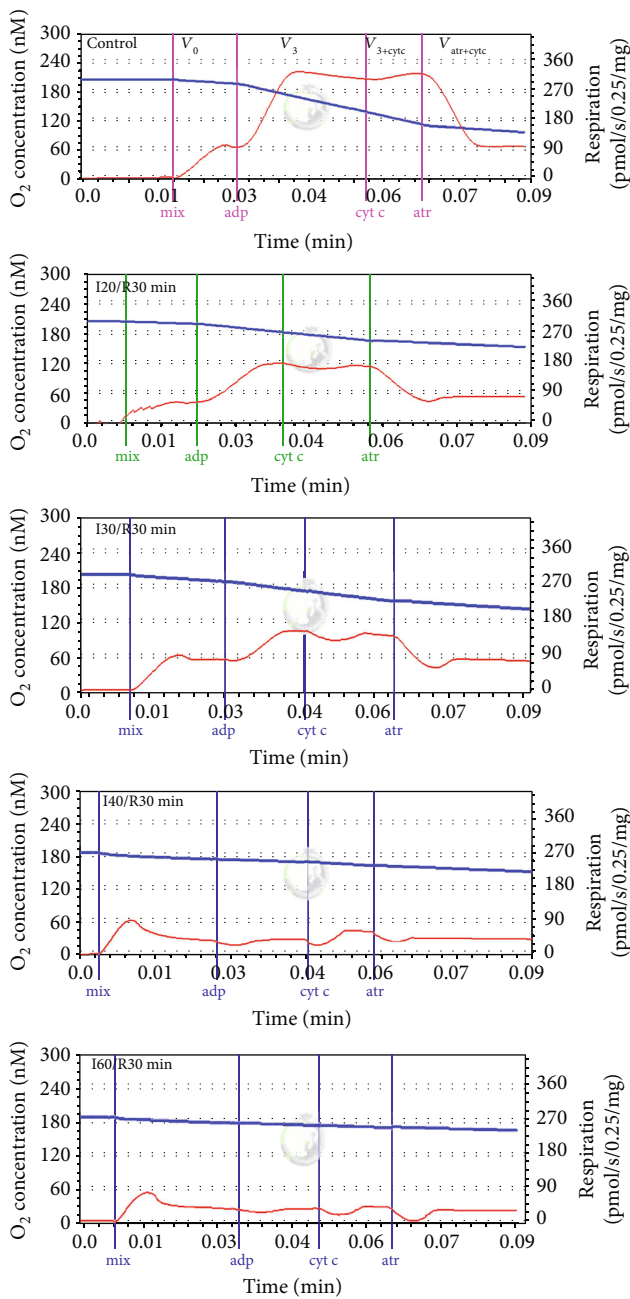 O₂ concentration (nM)
300
240
180
120
60
0
Control
V₀
V₃
V₃₊cytc
Vatr+cytc
360
270
180
90
0
Respiration
(pmol/s/0.25/mg)
0.0 0.01 0.03 0.04 0.06 0.07 0.09
mix adp cyt c atr
Time (min)
O₂ concentration (nM)
300
240
180
120
60
0
I20/R30 min
360
270
180
90
0
Respiration
(pmol/s/0.25/mg)
0.0 0.01 0.03 0.04 0.06 0.07 0.09
mix adp cyt c atr
Time (min)
O₂ concentration (nM)
300
240
180
120
60
0
I30/R30 min
360
270
180
90
0
Respiration
(pmol/s/0.25/mg)
0.0 0.01 0.03 0.04 0.06 0.07 0.09
mix adp cyt c atr
Time (min)
O₂ concentration (nM)
300
240
180
120
60
0
I40/R30 min
360
270
180
90
0
Respiration
(pmol/s/0.25/mg)
0.0 0.01 0.03 0.04 0.06 0.07 0.09
mix adp cyt c atr
Time (min)
O₂ concentration (nM)
300
240
180
120
60
0
I60/R30 min
360
270
180
90
0
Respiration
(pmol/s/0.25/mg)
0.0 0.01 0.03 0.04 0.06 0.07 0.09
mix adp cyt c atr
Time (min)